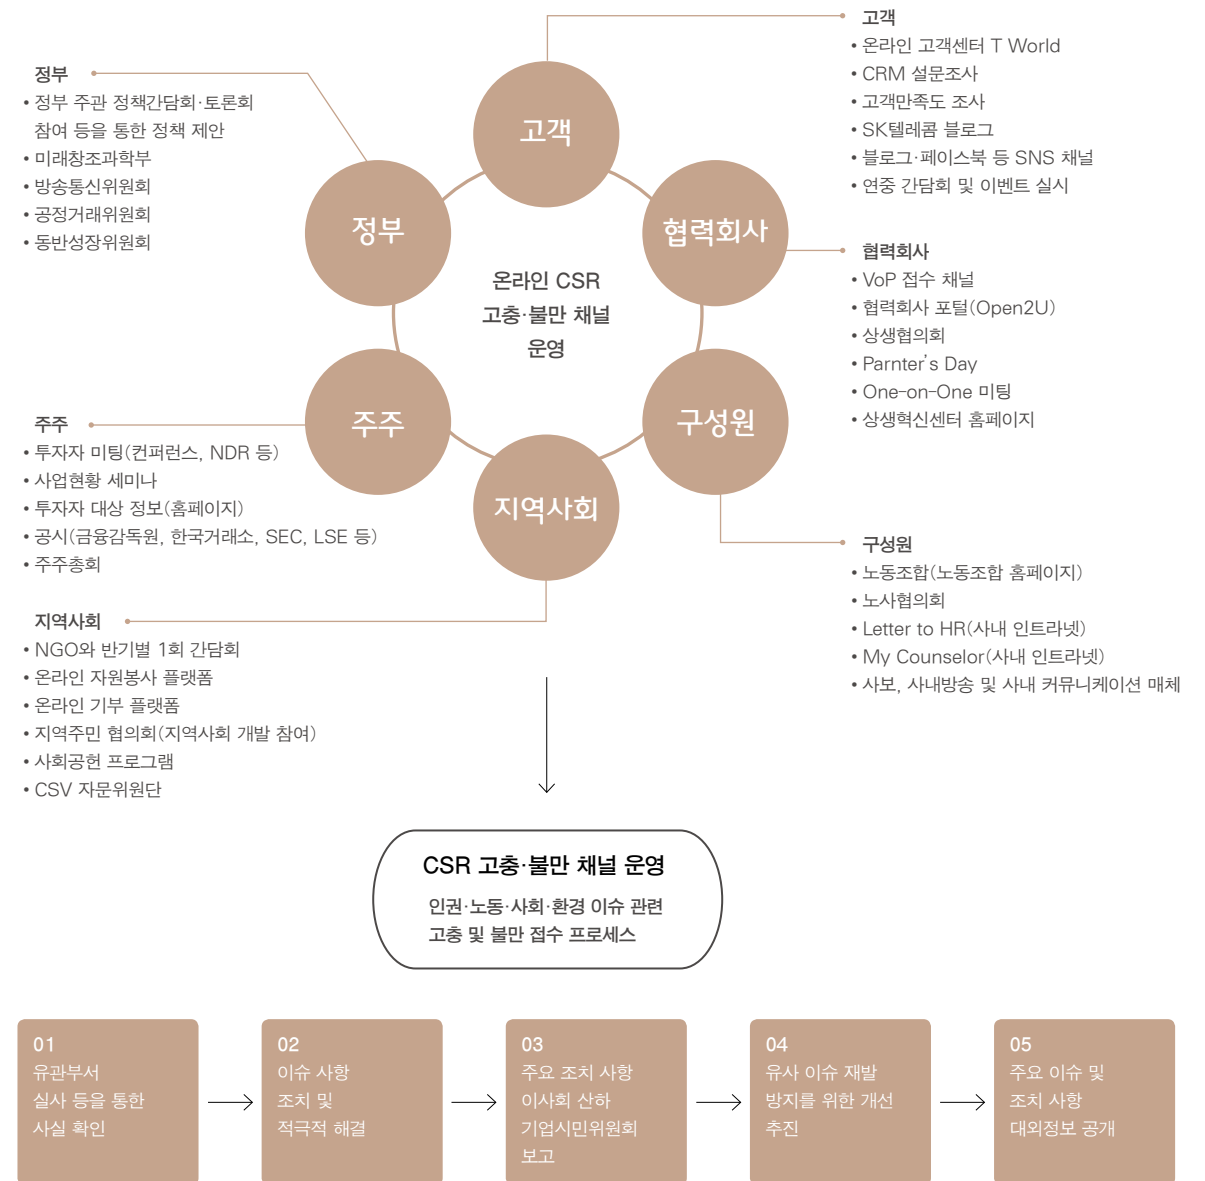 고객
• 온라인 고객센터 T World
• CRM 설문조사
• 고객만족도 조사
• SK텔레콤 블로그
• 블로그·페이스북 등 SNS 채널
• 연중 간담회 및 이벤트 실시
정부
• 정부 주관 정책간담회·토론회
참여 등을 통한 정책 제안
• 미래창조과학부
• 방송통신위원회
• 공정거래위원회
• 동반성장위원회
고객
정부
협력회사
온라인 CSR
고충·불만 채널
운영
주주
구성원
지역사회
협력회사
• VoP 접수 채널
• 협력회사 포털(Open2U)
• 상생협의회
• Parnter's Day
• One-on-One 미팅
• 상생혁신센터 홈페이지
주주
• 투자자 미팅(컨퍼런스, NDR 등)
• 사업현황 세미나
• 투자자 대상 정보(홈페이지)
• 공시(금융감독원, 한국거래소, SEC, LSE 등)
• 주주총회
구성원
• 노동조합(노동조합 홈페이지)
• 노사협의회
• Letter to HR(사내 인트라넷)
• My Counselor(사내 인트라넷)
• 사보, 사내방송 및 사내 커뮤니케이션 매체
지역사회
• NGO와 반기별 1회 간담회
• 온라인 자원봉사 플랫폼
• 온라인 기부 플랫폼
• 지역주민 협의회(지역사회 개발 참여)
• 사회공헌 프로그램
• CSV 자문위원단
CSR 고충·불만 채널 운영
인권·노동·사회·환경 이슈 관련
고충 및 불만 접수 프로세스
01
유관부서
실사 등을 통한
사실 확인
02
이슈 사항
조치 및
적극적 해결
03
주요 조치 사항
이사회 산하
기업시민위원회
보고
04
유사 이슈 재발
방지를 위한 개선
추진
05
주요 이슈 및
조치 사항
대외정보 공개